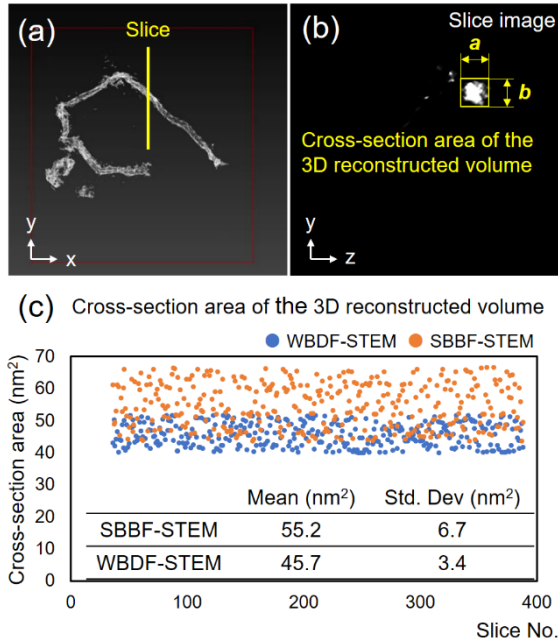 (a)
Slice
y
x
(b)
Slice image
a
b
Cross-section area of the
3D reconstructed volume
y
z
(c) Cross-section area of the 3D reconstructed volume
WBDF-STEM SBBF-STEM
Cross-section area (nm²)
70
60
50
40
30
20
10
0
Mean (nm²) Std. Dev (nm²)
SBBF-STEM 55.2 6.7
WBDF-STEM 45.7 3.4
0 100 200 300 400
Slice No.